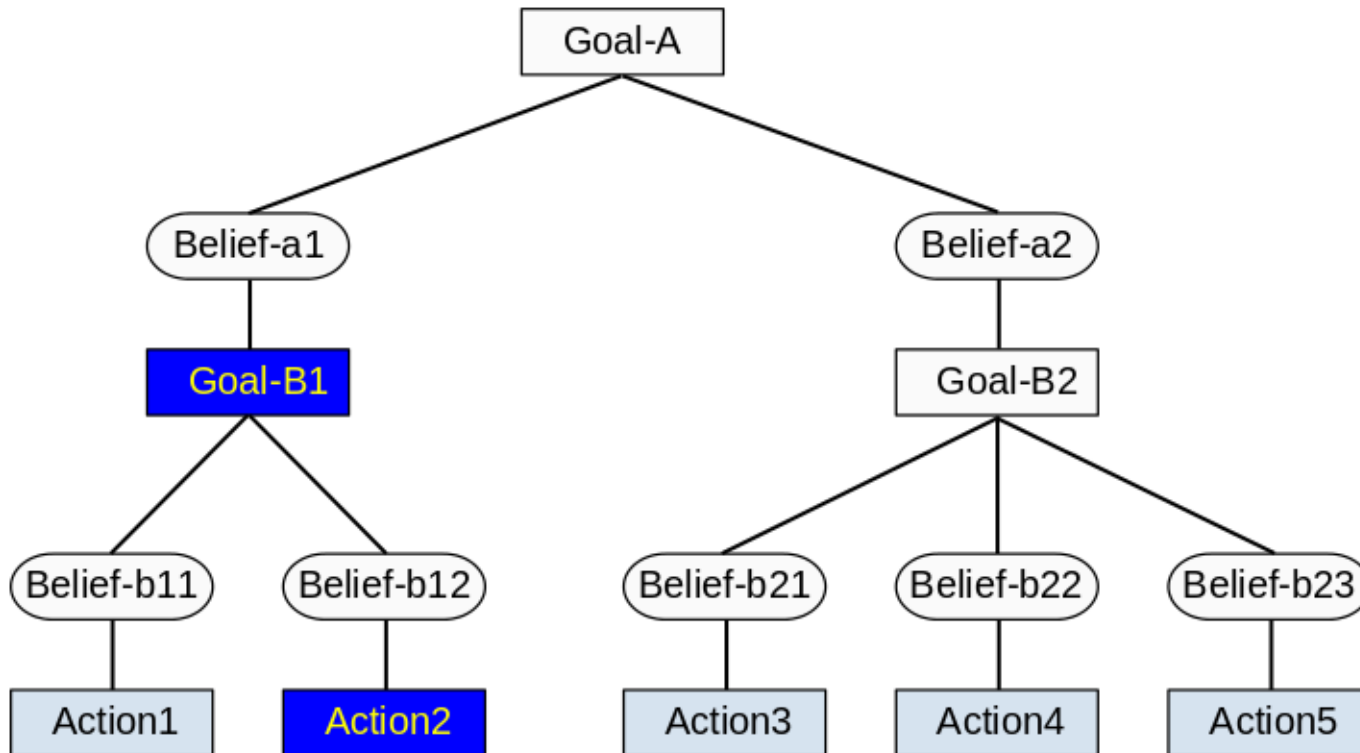 Goal-A
Belief-a1
Belief-a2
Goal-B1
Goal-B2
Belief-b11
Belief-b12
Belief-b21
Belief-b22
Belief-b23
Action1
Action2
Action3
Action4
Action5